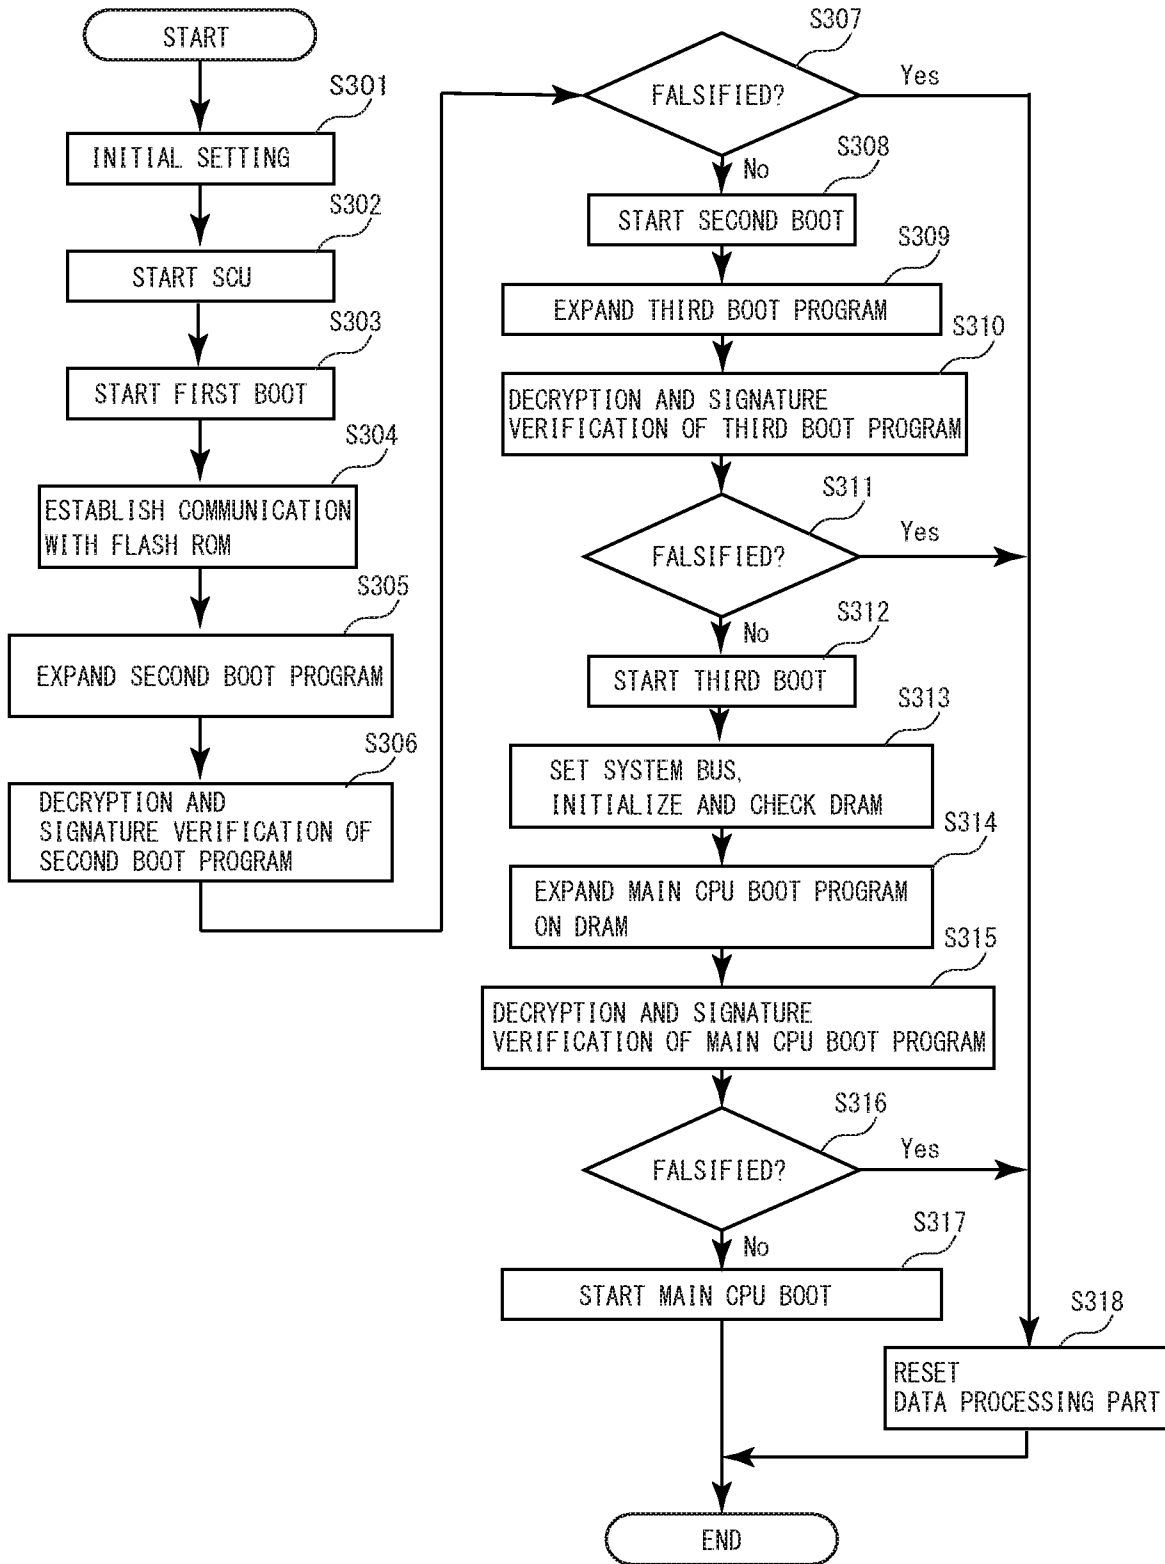 START
S301
INITIAL SETTING
S302
START SCU
S303
START FIRST BOOT
S304
ESTABLISH COMMUNICATION
WITH FLASH ROM
S305
EXPAND SECOND BOOT PROGRAM
S306
DECRYPTION AND
SIGNATURE VERIFICATION OF
SECOND BOOT PROGRAM
S307
FALSIFIED?
Yes
No
S308
START SECOND BOOT
S309
EXPAND THIRD BOOT PROGRAM
S310
DECRYPTION AND SIGNATURE
VERIFICATION OF THIRD BOOT PROGRAM
S311
FALSIFIED?
Yes
No
S312
START THIRD BOOT
S313
SET SYSTEM BUS,
INITIALIZE AND CHECK DRAM
S314
EXPAND MAIN CPU BOOT PROGRAM
ON DRAM
S315
DECRYPTION AND SIGNATURE
VERIFICATION OF MAIN CPU BOOT PROGRAM
S316
FALSIFIED?
Yes
No
S317
START MAIN CPU BOOT
S318
RESET
DATA PROCESSING PART
END